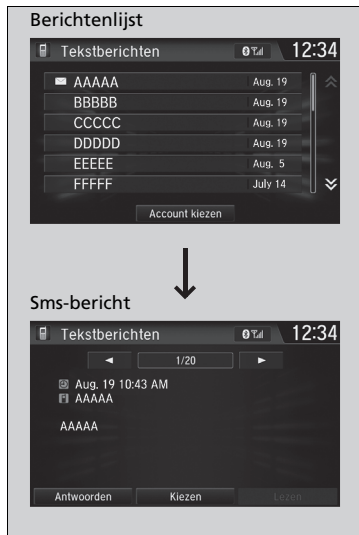 Berichtenlijst
Tekstberichten 12:34
AAAAA Aug. 19
BBBBB Aug. 19
CCCCC Aug. 19
DDDDD Aug. 19
EEEEE Aug. 5
FFFFF July 14
Account kiezen
Sms-bericht
Tekstberichten 12:34
1/20
Aug. 19 10:43 AM
AAAAA
AAAAA
Antwoorden Kiezen Lezen